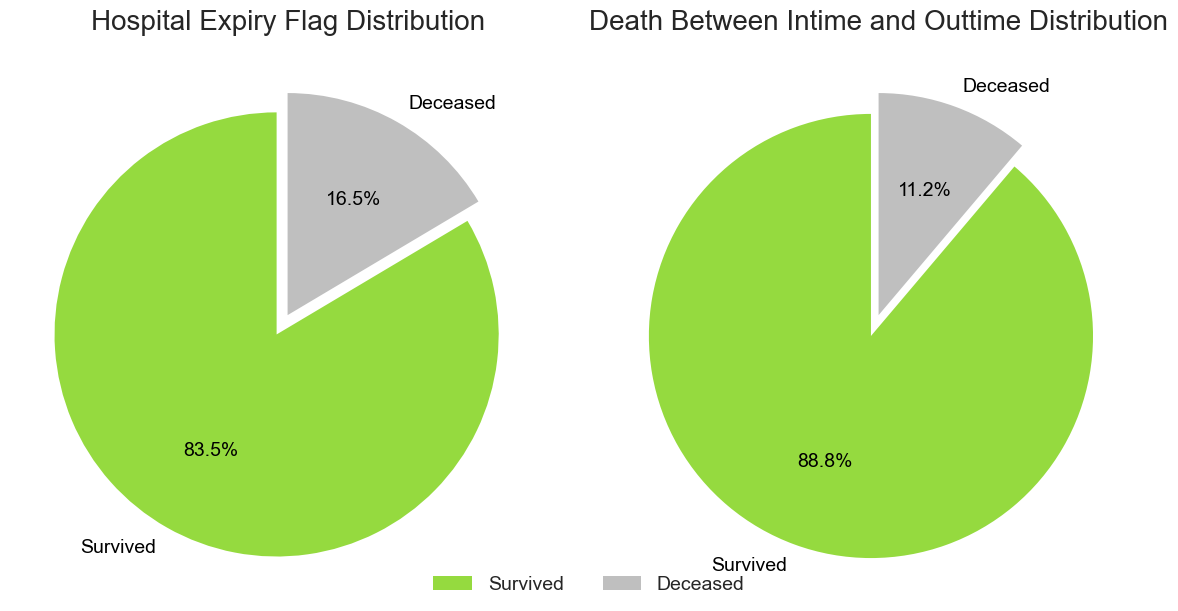 Hospital Expiry Flag Distribution
Deceased
16.5%
83.5%
Survived
Death Between Intime and Outtime Distribution
Deceased
11.2%
88.8%
Survived
Survived
Deceased